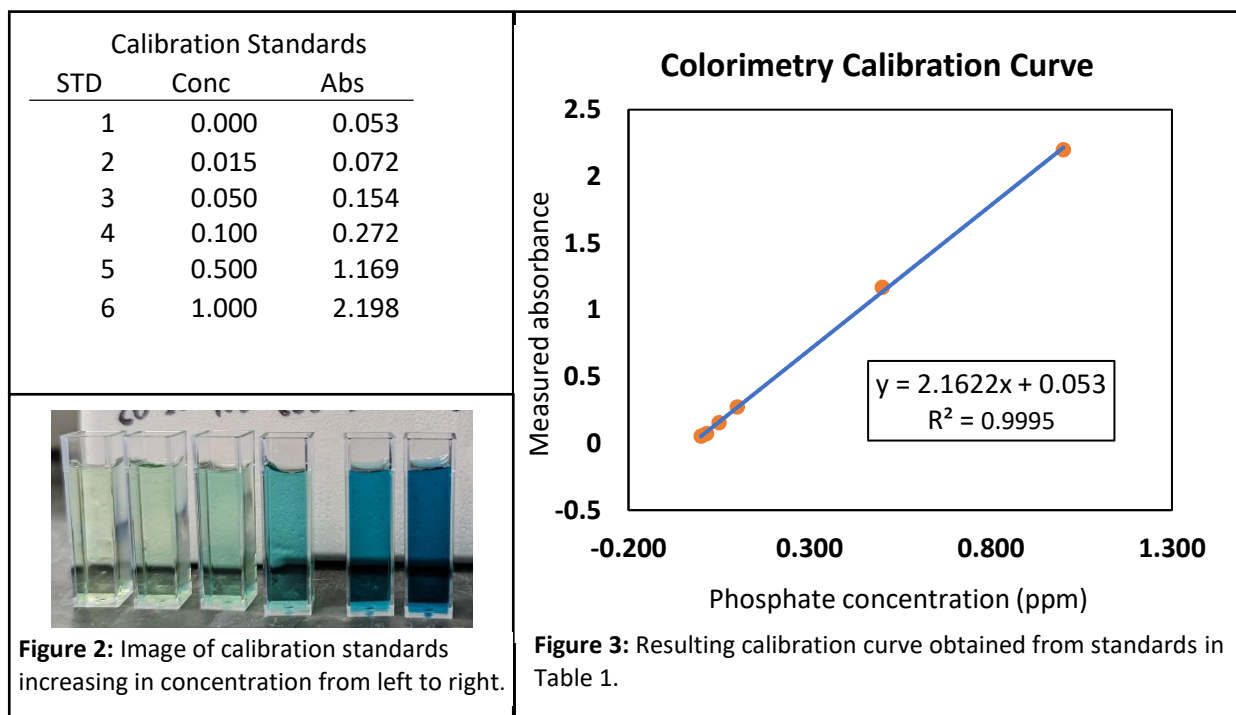 Calibration Standards
STD Conc Abs
1 0.000 0.053
2 0.015 0.072
3 0.050 0.154
4 0.100 0.272
5 0.500 1.169
6 1.000 2.198
Figure 2: Image of calibration standards
increasing in concentration from left to right.
Colorimetry Calibration Curve
Measured absorbance
2.5
2
1.5
1
0.5
0
-0.5
y = 2.1622x + 0.053
R² = 0.9995
-0.200 0.300 0.800 1.300
Phosphate concentration (ppm)
Figure 3: Resulting calibration curve obtained from standards in
Table 1.